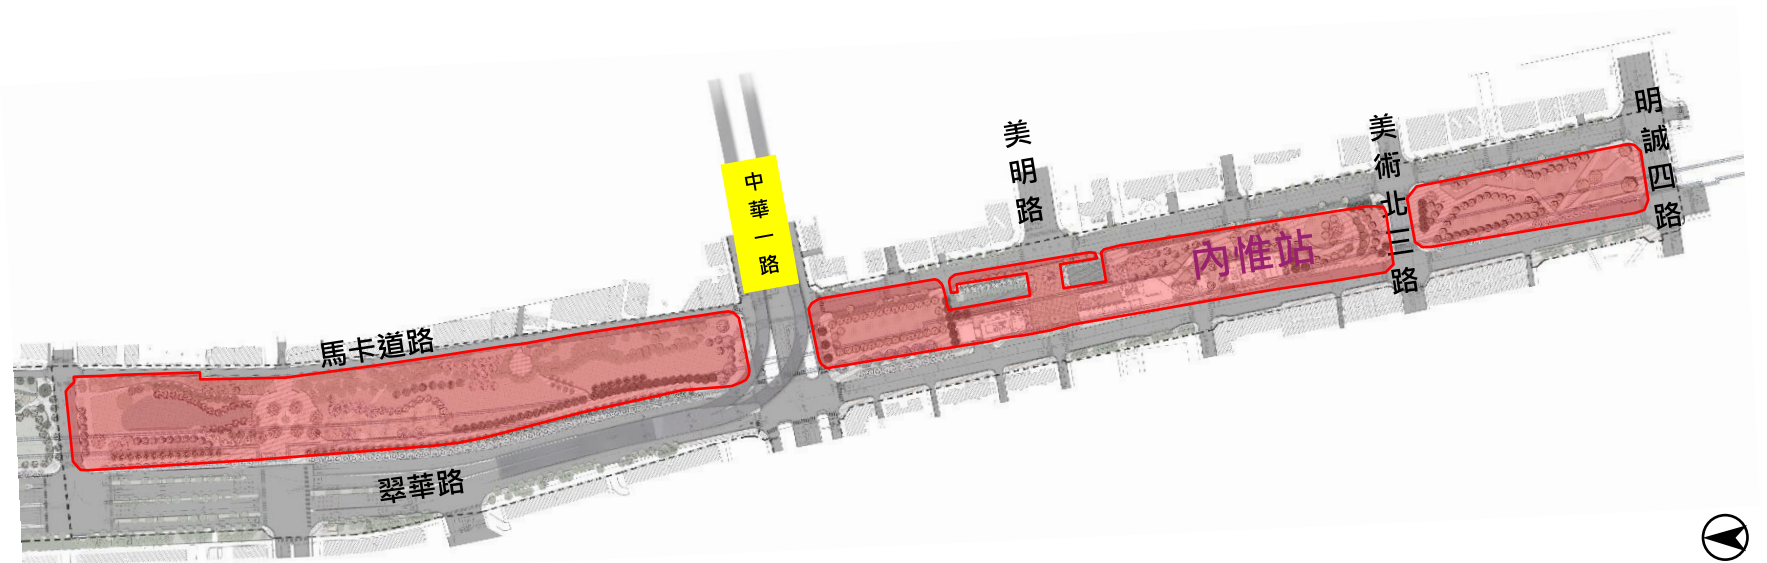 馬卡道路
翠華路
中華一路
美明路
內惟站
美術北三路
明誠四路